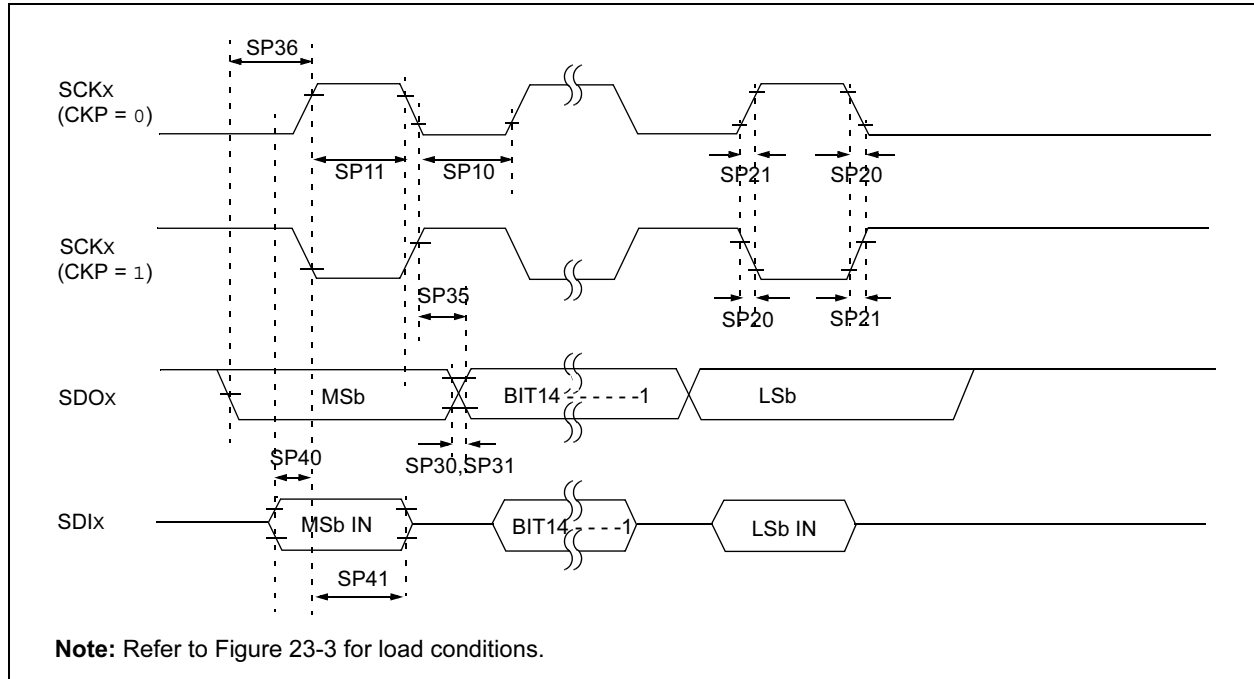 SP36
SCKx
(CKP = 0)
SP11
SP10
SP21
SP20
SCKx
(CKP = 1)
SP35
SP20
SP21
SDOx
MSb
BIT14 - - - - - -1
LSb
SP40
SP30,SP31
SDIx
MSb IN
BIT14 - - - - -1
LSb IN
SP41
Note: Refer to Figure 23-3 for load conditions.